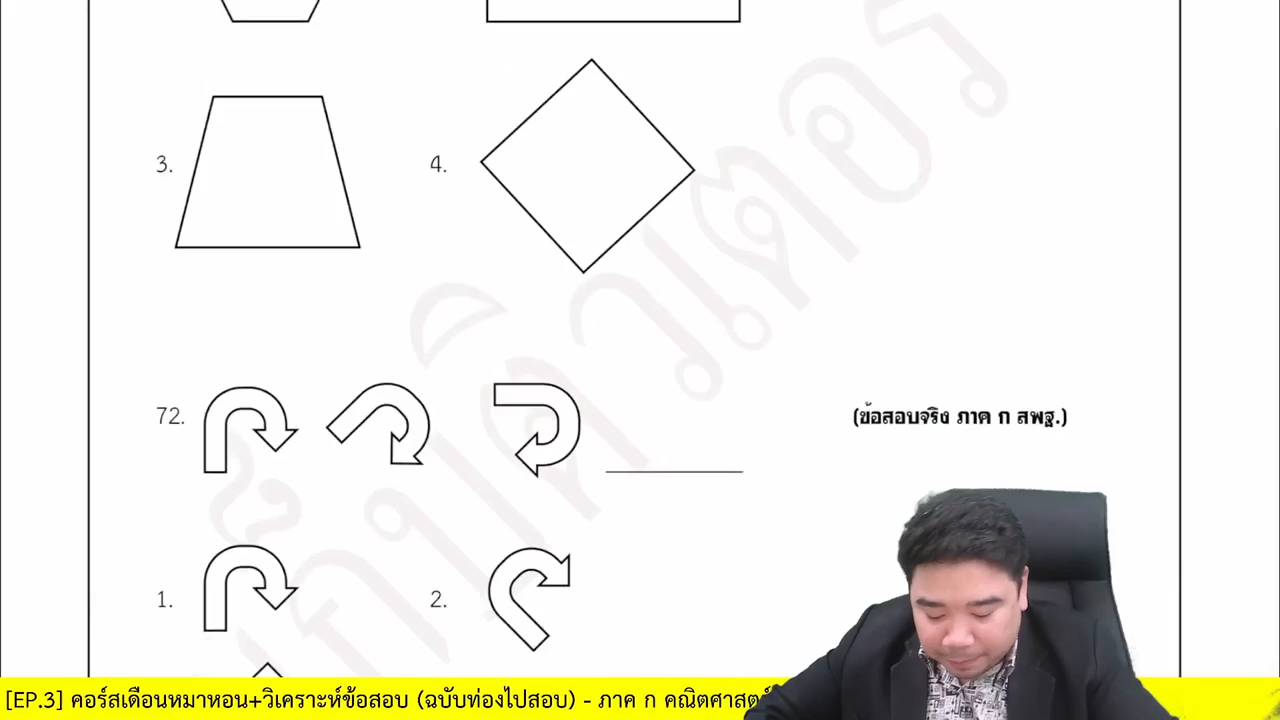 3.
4.
72.
(ข้อสอบจริง ภาค ก สพฐ.)
1.
2.
[EP.3] คอร์สเดือนหมาหอน+วิเคราะห์ข้อสอบ (ฉบับท่องไปสอบ) - ภาค ก คณิตศาสตร์